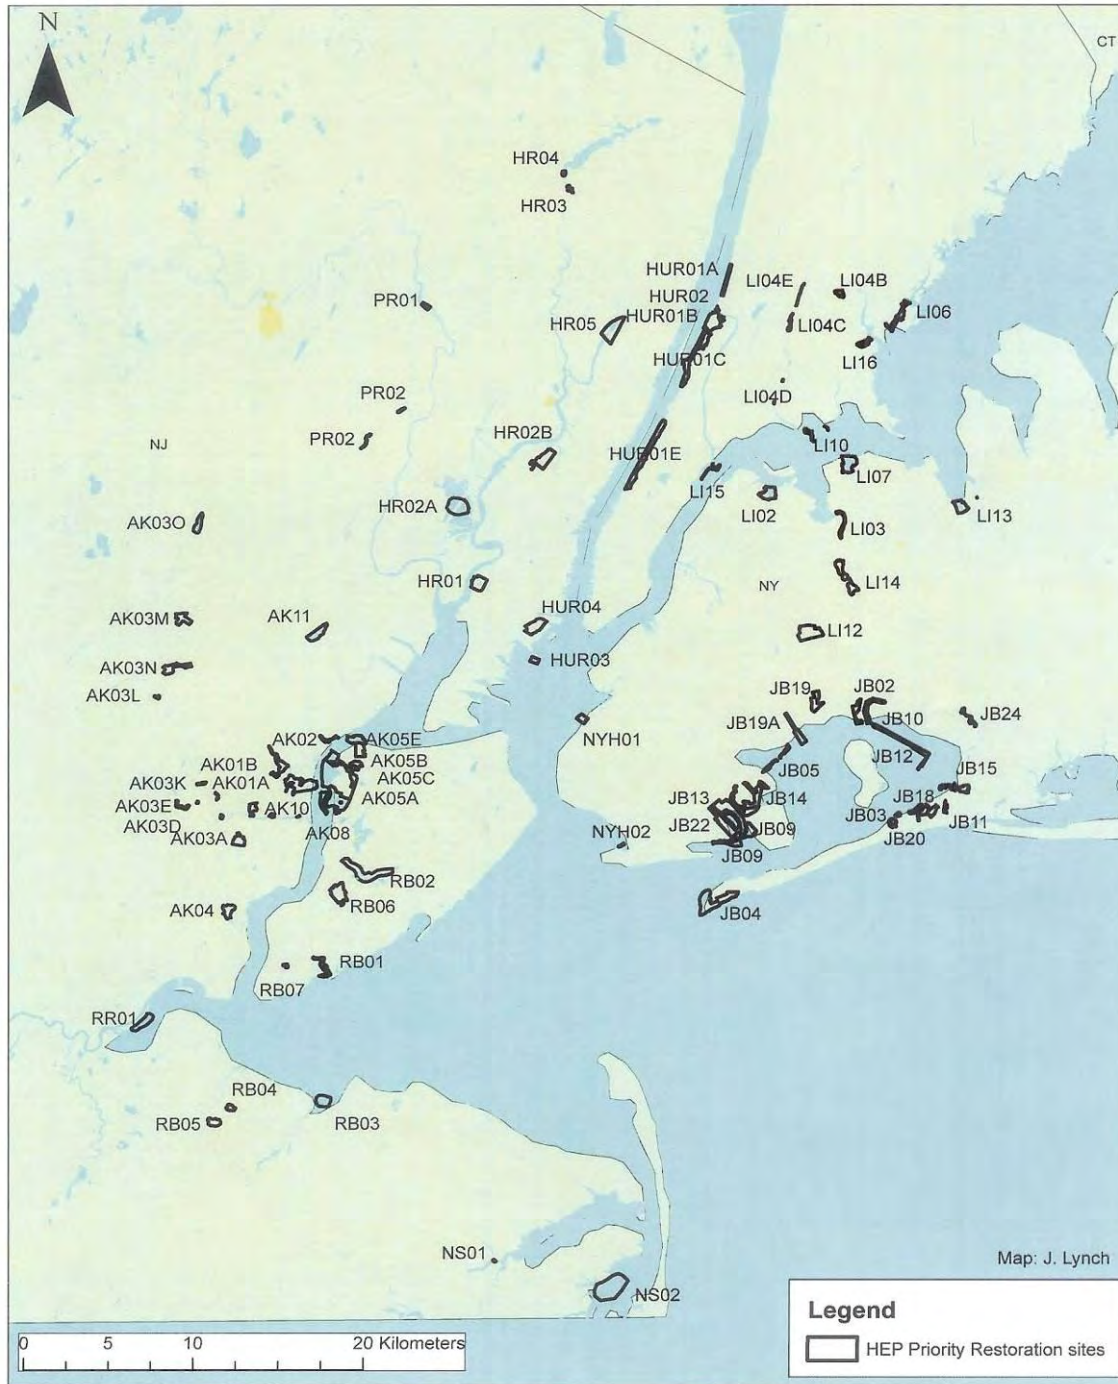 N
CT
HR04
HR03
HUR01A
HUR02
LI04E
LI04B
PR01
HR05
HUR01B
LI04C
LI06
HUR01C
LI16
PR02
LI04D
NJ
PR02
HR02B
HUR01E
LI10
LI07
LI15
LI02
LI13
HR02A
AK03O
LI03
HR01
NY
LI14
AK03M
AK11
HUR04
LI12
AK03N
HUR03
AK03L
JB19
JB02
JB10
JB24
JB19A
NYH01
AK02
AK05E
AK05B
JB12
AK01B
AK05C
JB05
AK03K
AK01A
AK05A
JB15
JB13
JB14
JB18
AK03E
AK10
JB03
JB11
AK03D
AK08
JB22
JB09
JB20
AK03A
NYH02
JB09
RB02
RB06
AK04
JB04
RB01
RB07
RR01
RB04
RB05
RB03
NS01
NS02
Map: J. Lynch
Legend
HEP Priority Restoration sites
0 5 10 20 Kilometers